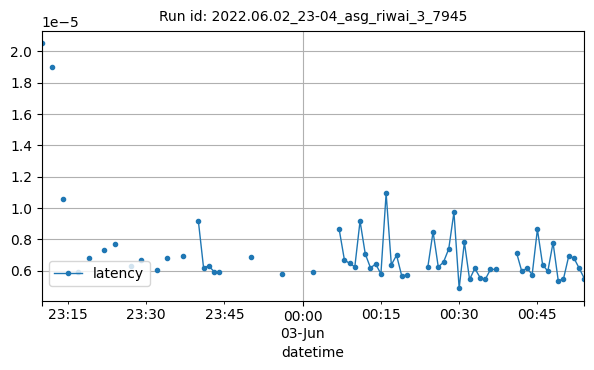 Run id: 2022.06.02_23-04_asg_riwai_3_7945
1e−5
2.0
1.8
1.6
1.4
1.2
1.0
0.8
0.6
latency
23:15 23:30 23:45 00:00 00:15 00:30 00:45
03-Jun
datetime